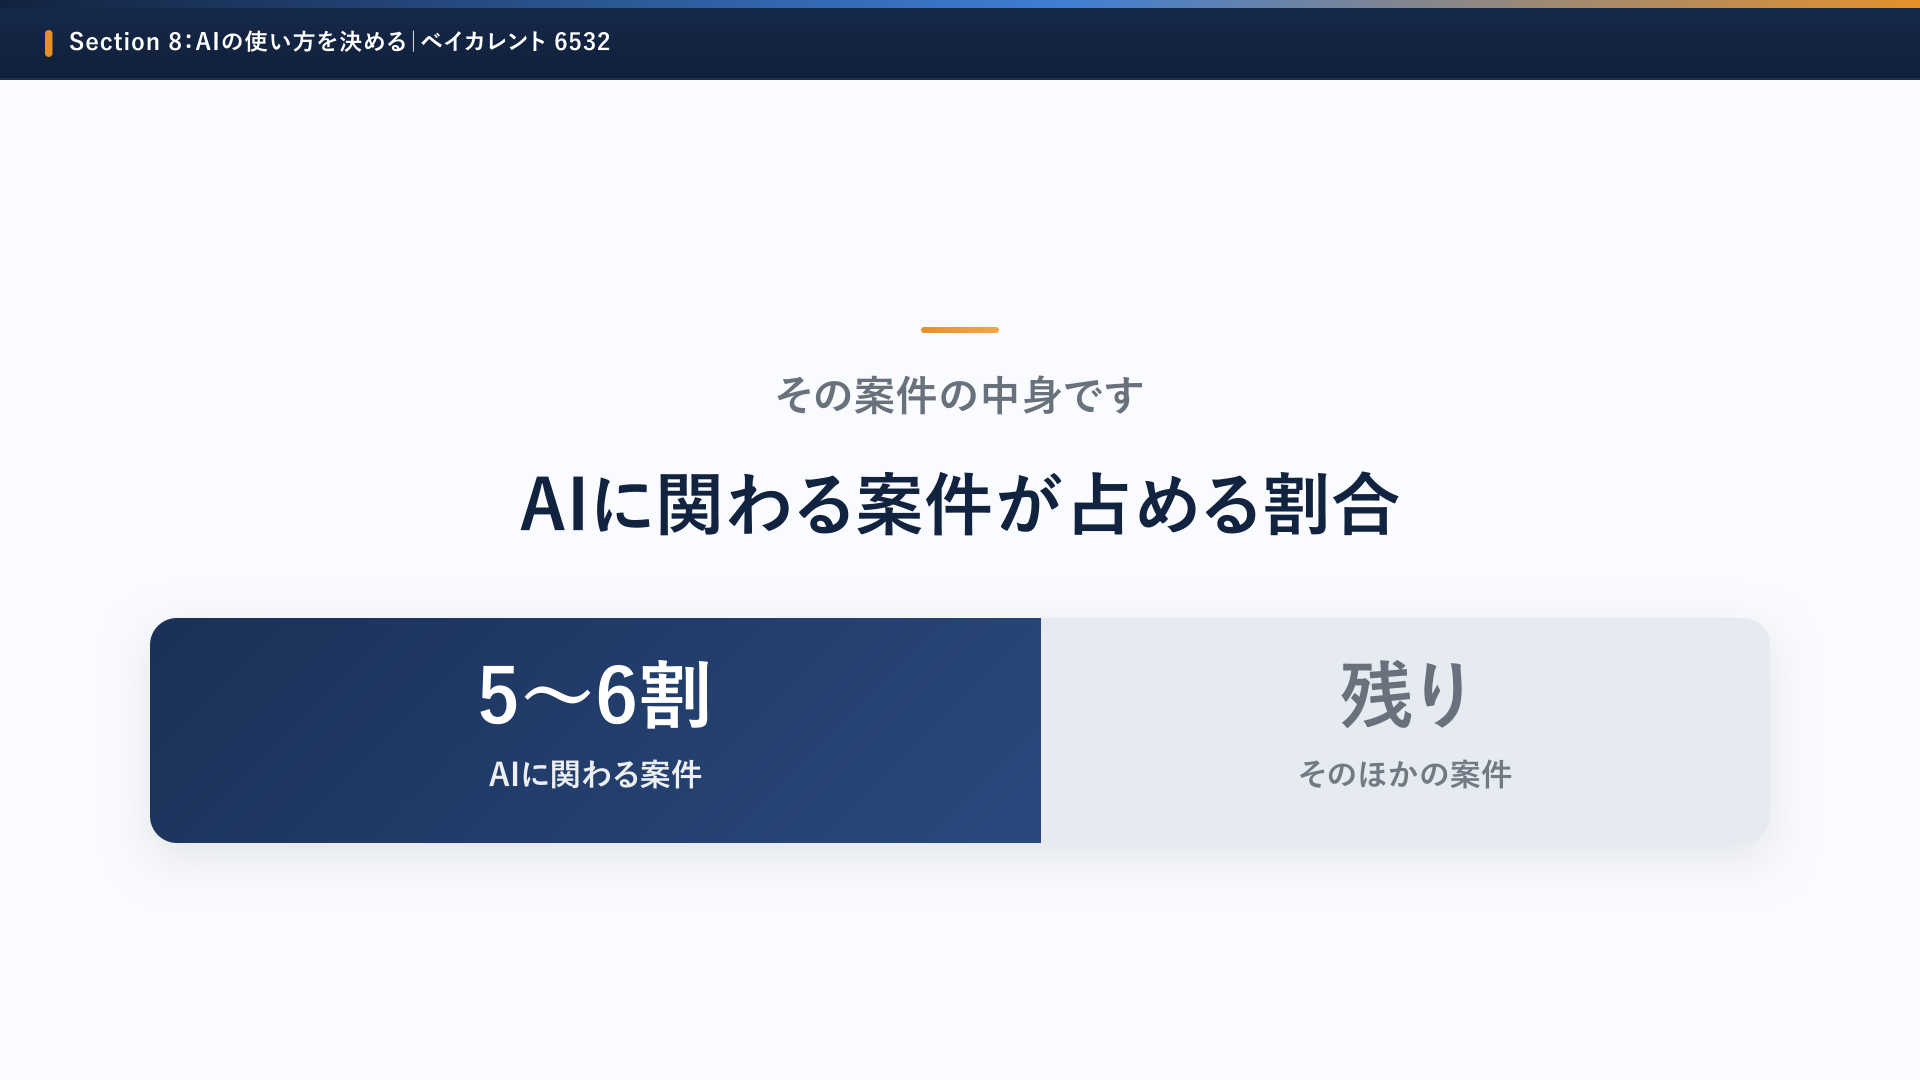 Section 8：AIの使い方を決める｜ベイカレント 6532
その案件の中身です
AIに関わる案件が占める割合
5〜6割
AIに関わる案件
残り
そのほかの案件